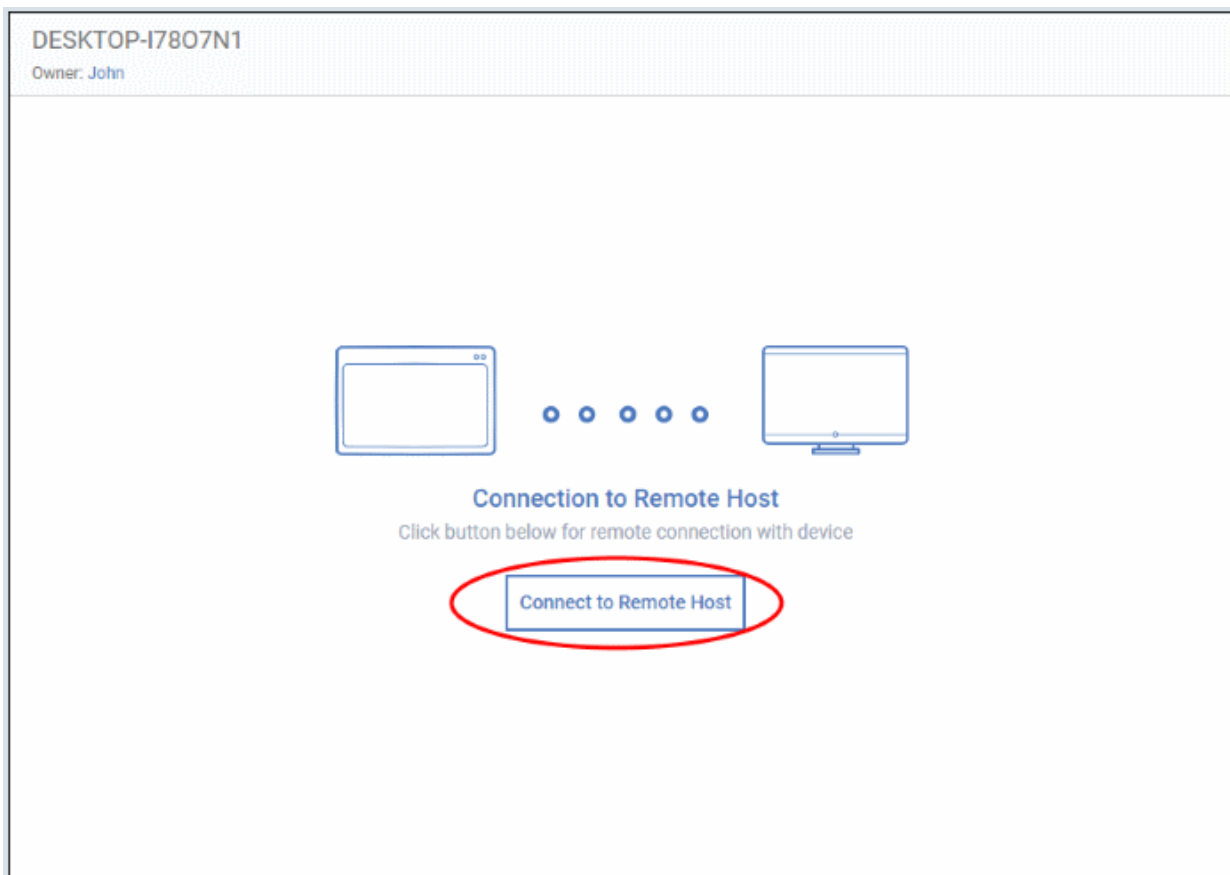 DESKTOP-I78O7N1
Owner: John
Connection to Remote Host
Click button below for remote connection with device
Connect to Remote Host